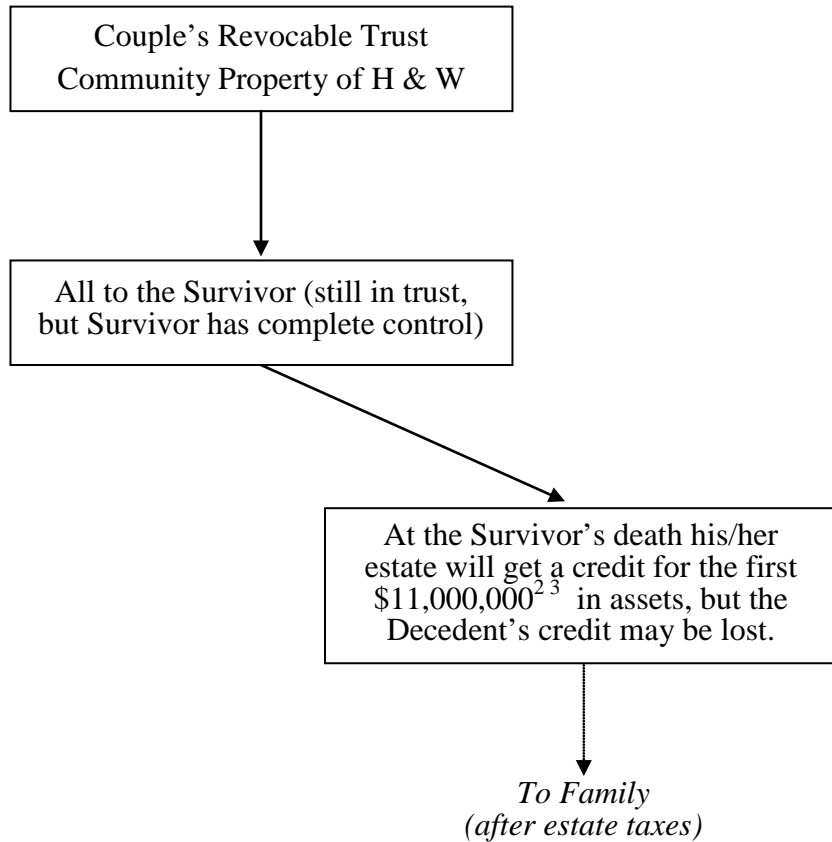 Couple's Revocable Trust
Community Property of H & W
All to the Survivor (still in trust,
but Survivor has complete control)
At the Survivor's death his/her
estate will get a credit for the first
$11,000,000² ³ in assets, but the
Decedent's credit may be lost.
To Family
(after estate taxes)